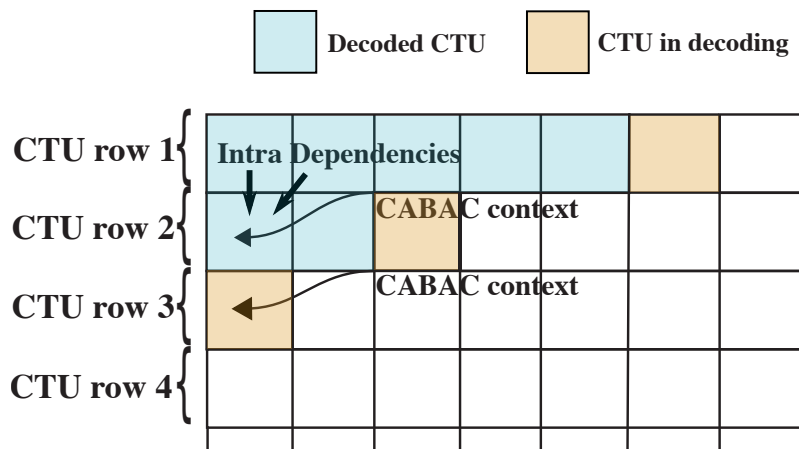 Decoded CTU
CTU in decoding
CTU row 1
Intra Dependencies
CTU row 2
CABAC context
CTU row 3
CABAC context
CTU row 4